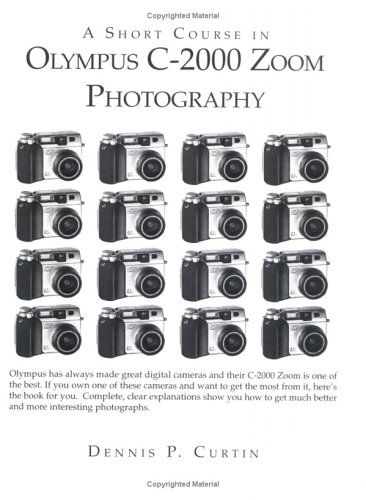 A Short Course in
Olympus C-2000 Zoom
Photography
Olympus has always made great digital cameras and their C-2000 Zoom is one of
the best. If you own one of these cameras and want to get the most from it, here's
the book for you. Complete, clear explanations show you how to get much better
and more interesting photographs.
Dennis P. Curtin